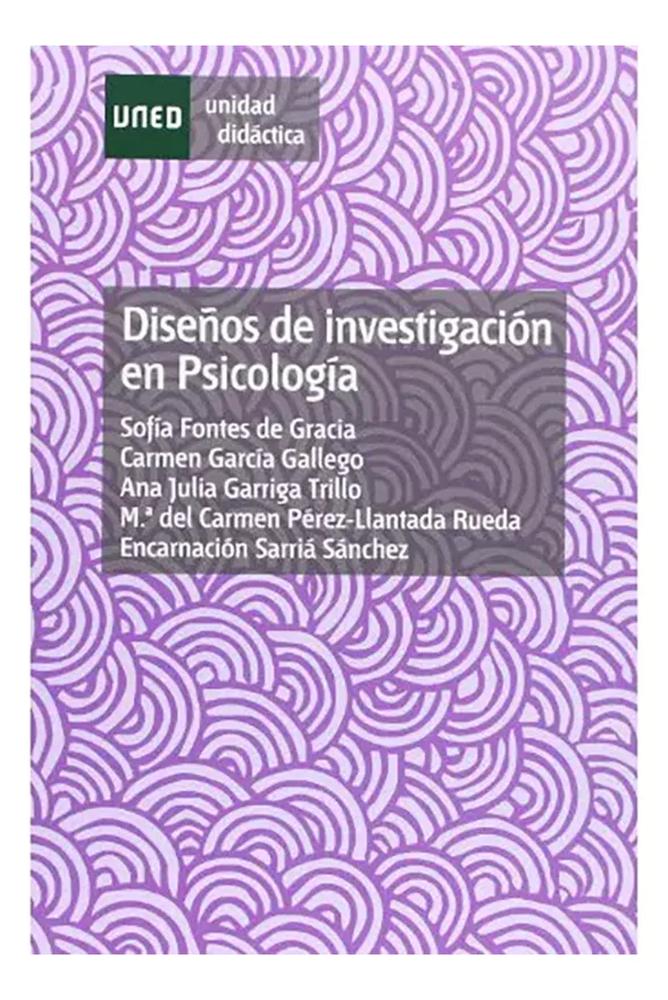 UNED
unidad
didáctica
Diseños de investigación
en Psicología
Sofía Fontes de Gracia
Carmen García Gallego
Ana Julia Garriga Trillo
M.ª del Carmen Pérez-Llantada Rueda
Encarnación Sarriá Sánchez